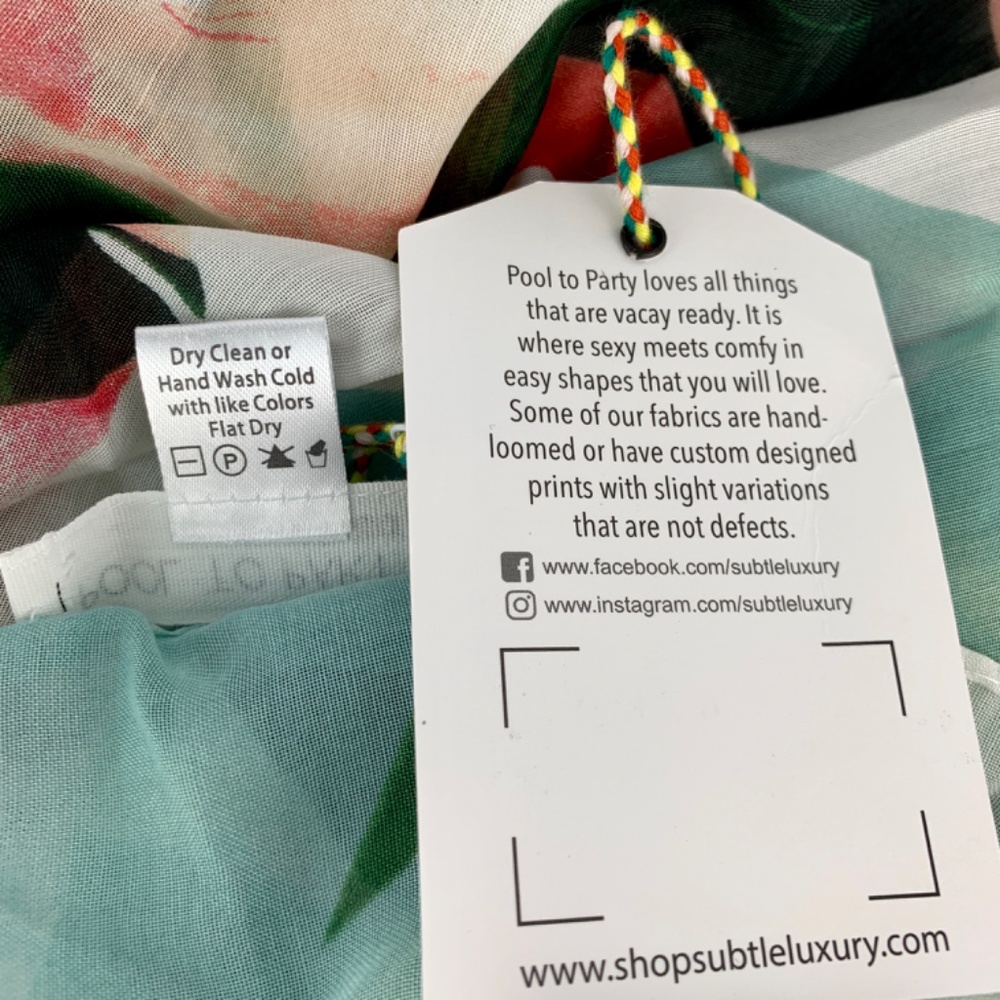 Dry Clean or
Hand Wash Cold
with like Colors
Flat Dry
P
Pool to Party loves all things
that are vacay ready. It is
where sexy meets comfy in
easy shapes that you will love.
Some of our fabrics are hand-
loomed or have custom designed
prints with slight variations
that are not defects.
www.facebook.com/subtleluxury
www.instagram.com/subtleluxury
www.shopsubtleluxury.com